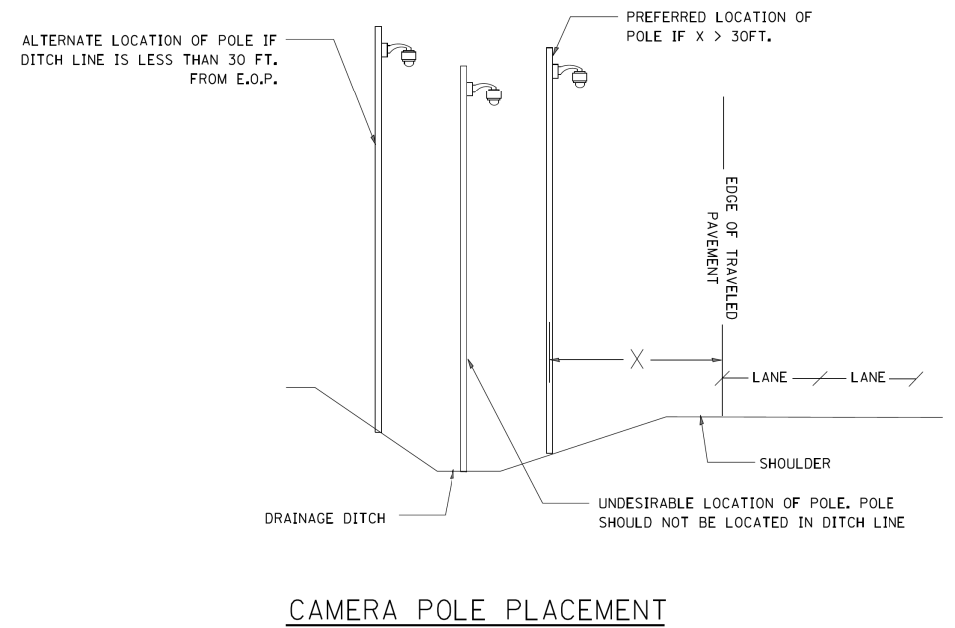 PREFERRED LOCATION OF
POLE IF X > 30FT.
ALTERNATE LOCATION OF POLE IF
DITCH LINE IS LESS THAN 30 FT.
FROM E.O.P.
EDGE OF TRAVELED
PAVEMENT
X
LANE
LANE
SHOULDER
UNDESIRABLE LOCATION OF POLE. POLE
SHOULD NOT BE LOCATED IN DITCH LINE
DRAINAGE DITCH
CAMERA POLE PLACEMENT